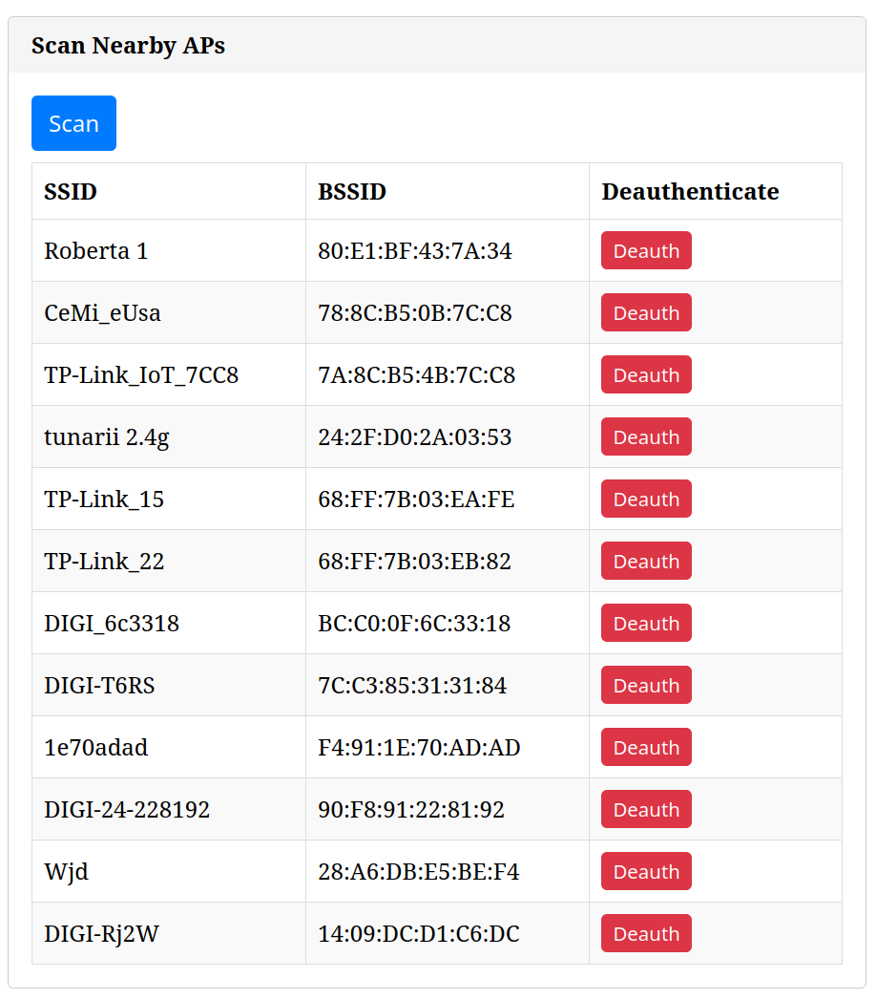 Scan Nearby APs
Scan
SSID BSSID Deauthenticate
Roberta 1 80:E1:BF:43:7A:34 Deauth
CeMi_eUsa 78:8C:B5:0B:7C:C8 Deauth
TP-Link_IoT_7CC8 7A:8C:B5:4B:7C:C8 Deauth
tunarii 2.4g 24:2F:D0:2A:03:53 Deauth
TP-Link_15 68:FF:7B:03:EA:FE Deauth
TP-Link_22 68:FF:7B:03:EB:82 Deauth
DIGI_6c3318 BC:C0:0F:6C:33:18 Deauth
DIGI-T6RS 7C:C3:85:31:31:84 Deauth
1e70adad F4:91:1E:70:AD:AD Deauth
DIGI-24-228192 90:F8:91:22:81:92 Deauth
Wjd 28:A6:DB:E5:BE:F4 Deauth
DIGI-Rj2W 14:09:DC:D1:C6:DC Deauth